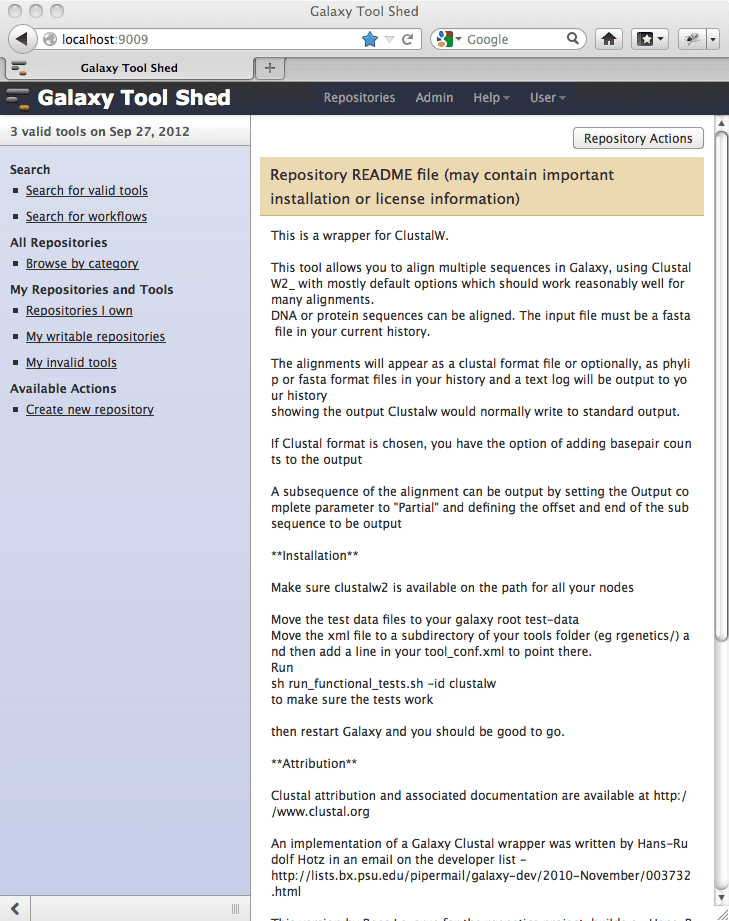 Galaxy Tool Shed
localhost:9009
Google
Galaxy Tool Shed
Galaxy Tool Shed
Repositories Admin Help User
3 valid tools on Sep 27, 2012
Search
Search for valid tools
Search for workflows
All Repositories
Browse by category
My Repositories and Tools
Repositories I own
My writable repositories
My invalid tools
Available Actions
Create new repository
Repository Actions
Repository README file (may contain important
installation or license information)
This is a wrapper for ClustalW.
This tool allows you to align multiple sequences in Galaxy, using Clustal
W2_ with mostly default options which should work reasonably well for
many alignments.
DNA or protein sequences can be aligned. The input file must be a fasta
file in your current history.
The alignments will appear as a clustal format file or optionally, as phyli
p or fasta format files in your history and a text log will be output to yo
ur history
showing the output Clustalw would normally write to standard output.
If Clustal format is chosen, you have the option of adding basepair coun
ts to the output
A subsequence of the alignment can be output by setting the Output co
mplete parameter to "Partial" and defining the offset and end of the sub
sequence to be output
**Installation**
Make sure clustalw2 is available on the path for all your nodes
Move the test data files to your galaxy root test-data
Move the xml file to a subdirectory of your tools folder (eg rgenetics/) a
nd then add a line in your tool_conf.xml to point there.
Run
sh run_functional_tests.sh -id clustalw
to make sure the tests work
then restart Galaxy and you should be good to go.
**Attribution**
Clustal attribution and associated documentation are available at http:/
/www.clustal.org
An implementation of a Galaxy Clustal wrapper was written by Hans-Ru
dolf Hotz in an email on the developer list -
http://lists.bx.psu.edu/pipermail/galaxy-dev/2010-November/003732
.html